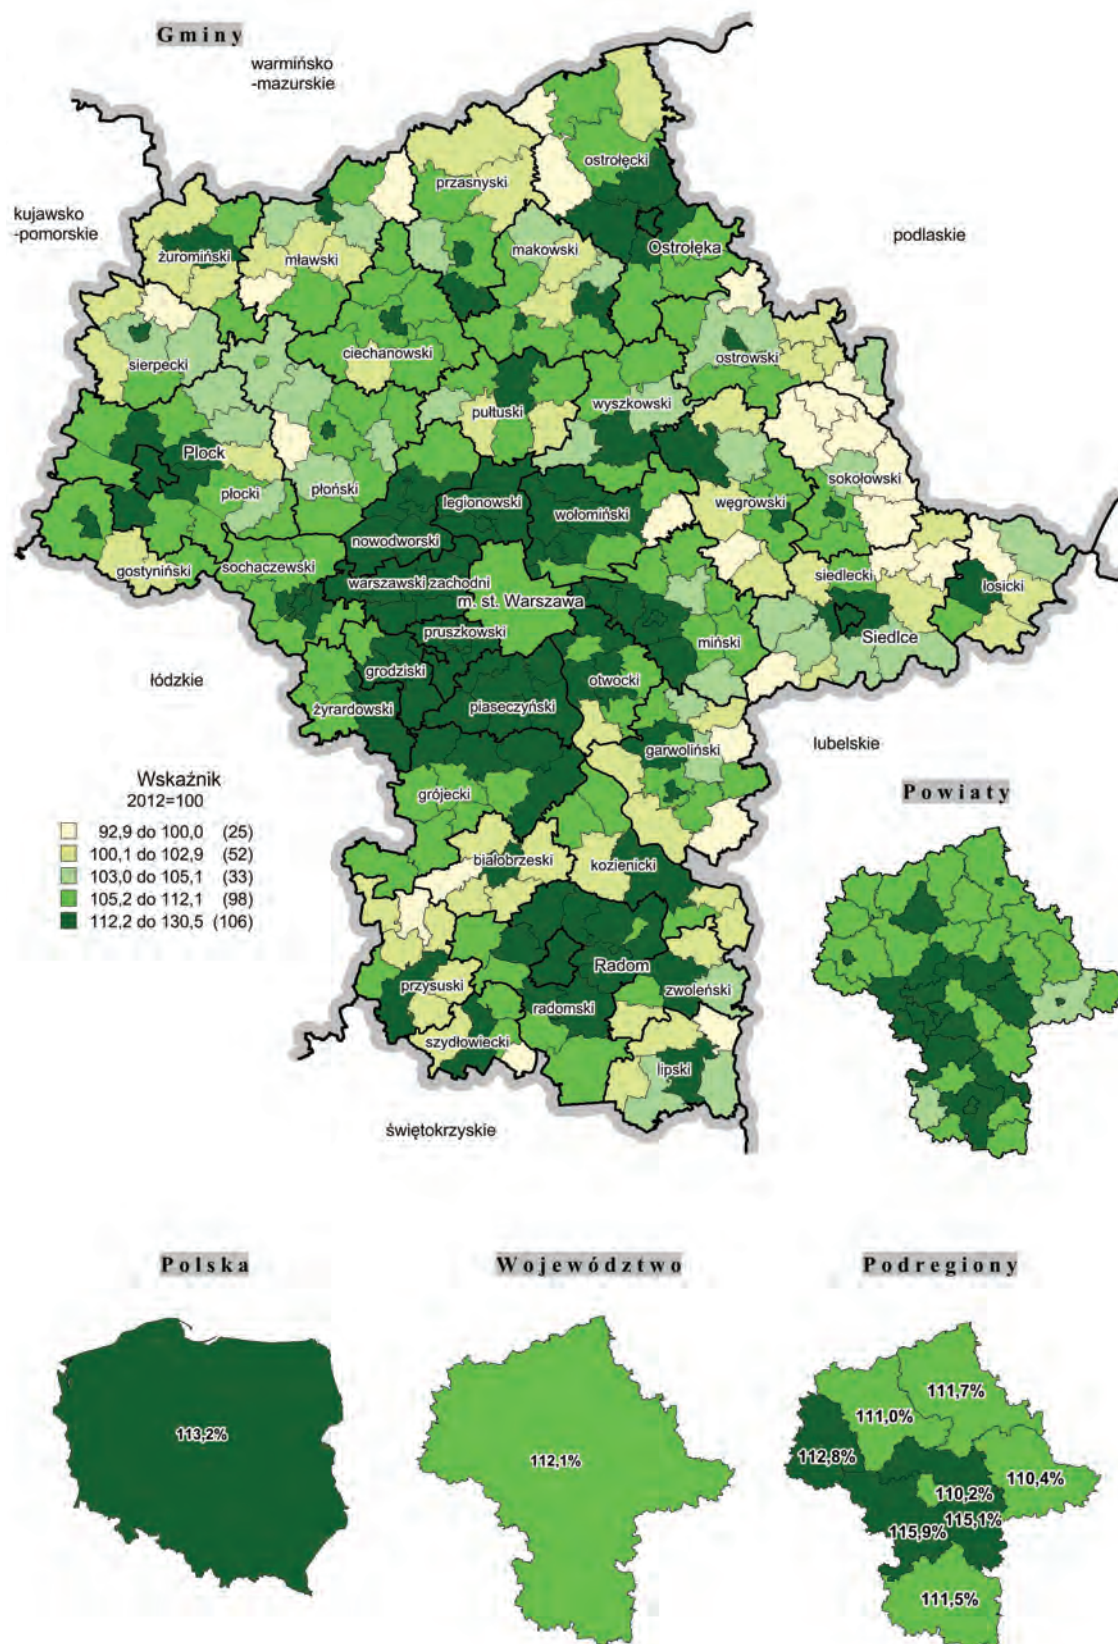 Gminy
warmińsko
-mazurskie
kujawsko
-pomorskie
podlaskie
ostrołęcki
przasnyski
żuromiński
mławski
makowski
Ostrołęka
sierpecki
ciechanowski
ostrowski
pułtuski
wyszkowski
Płock
płocki
płoński
sokołowski
węgrowski
legionowski
wołomiński
nowodworski
gostyniński
sochaczewski
warszawski zachodni
m. st. Warszawa
siedlecki
łosicki
pruszkowski
miński
Siedlce
grodziski
otwocki
łódzkie
żyrardowski
piaseczyński
garwoliński
lubelskie
grójecki
Wskaźnik
2012=100
92,9 do 100,0 (25)
100,1 do 102,9 (52)
103,0 do 105,1 (33)
105,2 do 112,1 (98)
112,2 do 130,5 (106)
Powiaty
białobrzeski
kozienicki
Radom
przysuski
zwoleński
radomski
szydłowiecki
lipski
świętokrzyskie
Polska
Województwo
Podregiony
113,2%
112,1%
111,7%
111,0%
112,8%
110,4%
110,2%
115,1%
115,9%
111,5%